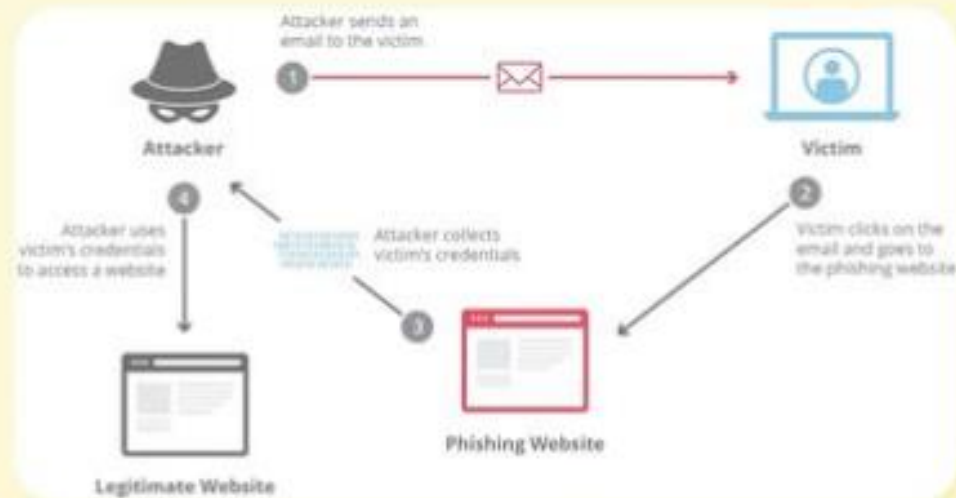 Attacker sends an
email to the victim
1
Attacker
Victim
4
2
Attacker uses
victim's credentials
to access a website
Attacker collects
victim's credentials
Victim clicks on the
email and goes to
the phishing website
3
Phishing Website
Legitimate Website